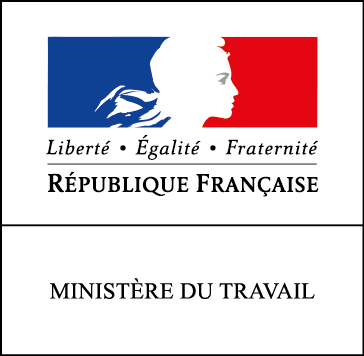 Liberté • Égalité • Fraternité
RÉPUBLIQUE FRANÇAISE
MINISTÈRE DU TRAVAIL